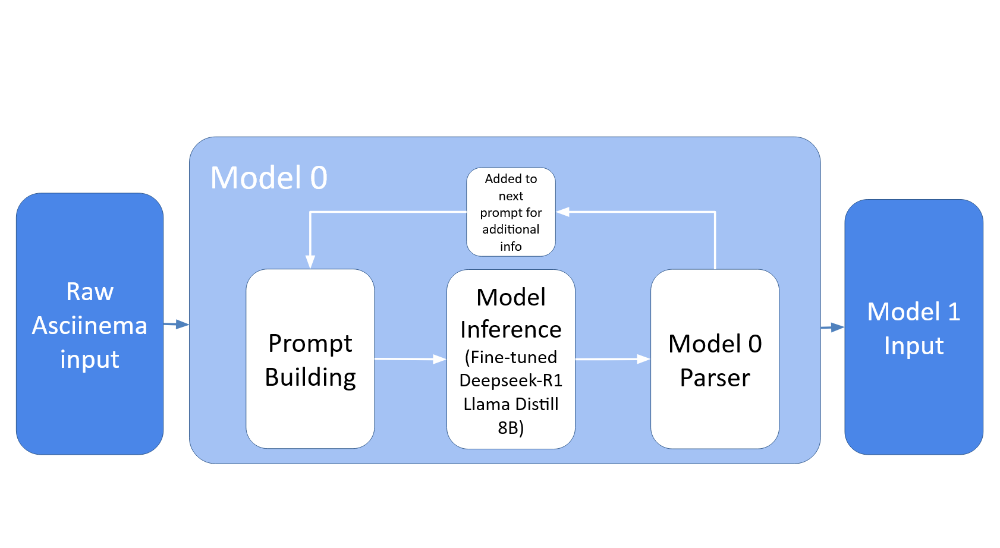 Model 0
Added to
next
prompt for
additional
info
Raw
Asciinema
input
Prompt
Building
Model
Inference
(Fine-tuned
Deepseek-R1
Llama Distill
8B)
Model 0
Parser
Model 1
Input